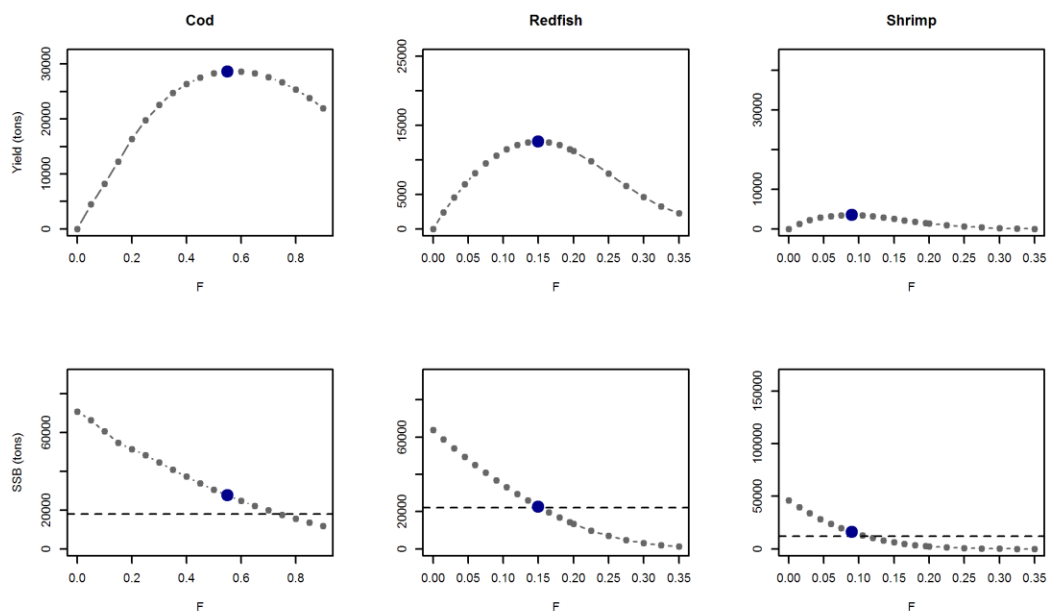 Cod
Redfish
Shrimp
Yield (tons)
0 10000 20000 30000
0.0 0.2 0.4 0.6 0.8
F
0 5000 15000 25000
0.00 0.05 0.10 0.15 0.20 0.25 0.30 0.35
F
0 10000 30000
0.00 0.05 0.10 0.15 0.20 0.25 0.30 0.35
F
SSB (tons)
0 20000 60000
0.0 0.2 0.4 0.6 0.8
F
0 20000 60000
0.00 0.05 0.10 0.15 0.20 0.25 0.30 0.35
F
0 50000 100000 150000
0.00 0.05 0.10 0.15 0.20 0.25 0.30 0.35
F